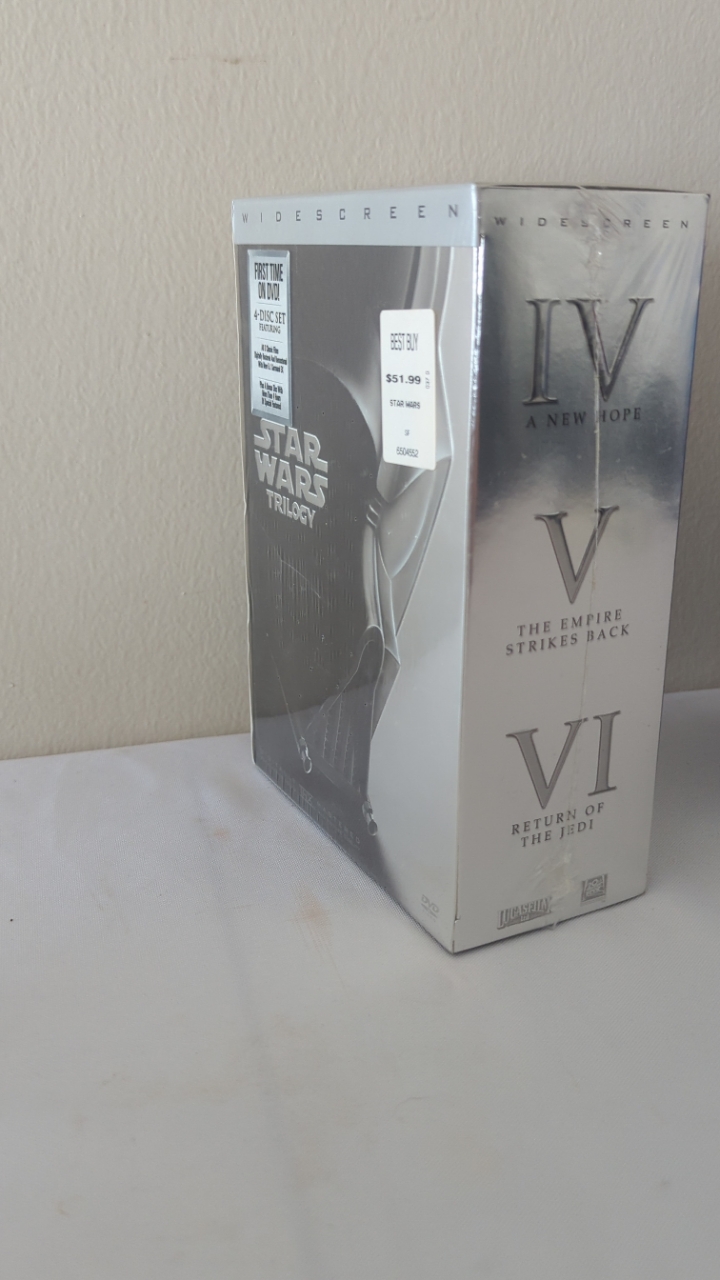 WIDESCREEN
FIRST TIME
ON DVD!
4-DISC SET
FEATURING
STAR
WARS
TRILOGY
BEST BUY
$51.99
STAR WARS
DVD
WIDESCREEN
IV
A NEW HOPE
V
THE EMPIRE
STRIKES BACK
VI
RETURN OF
THE JEDI
LUCASFILM